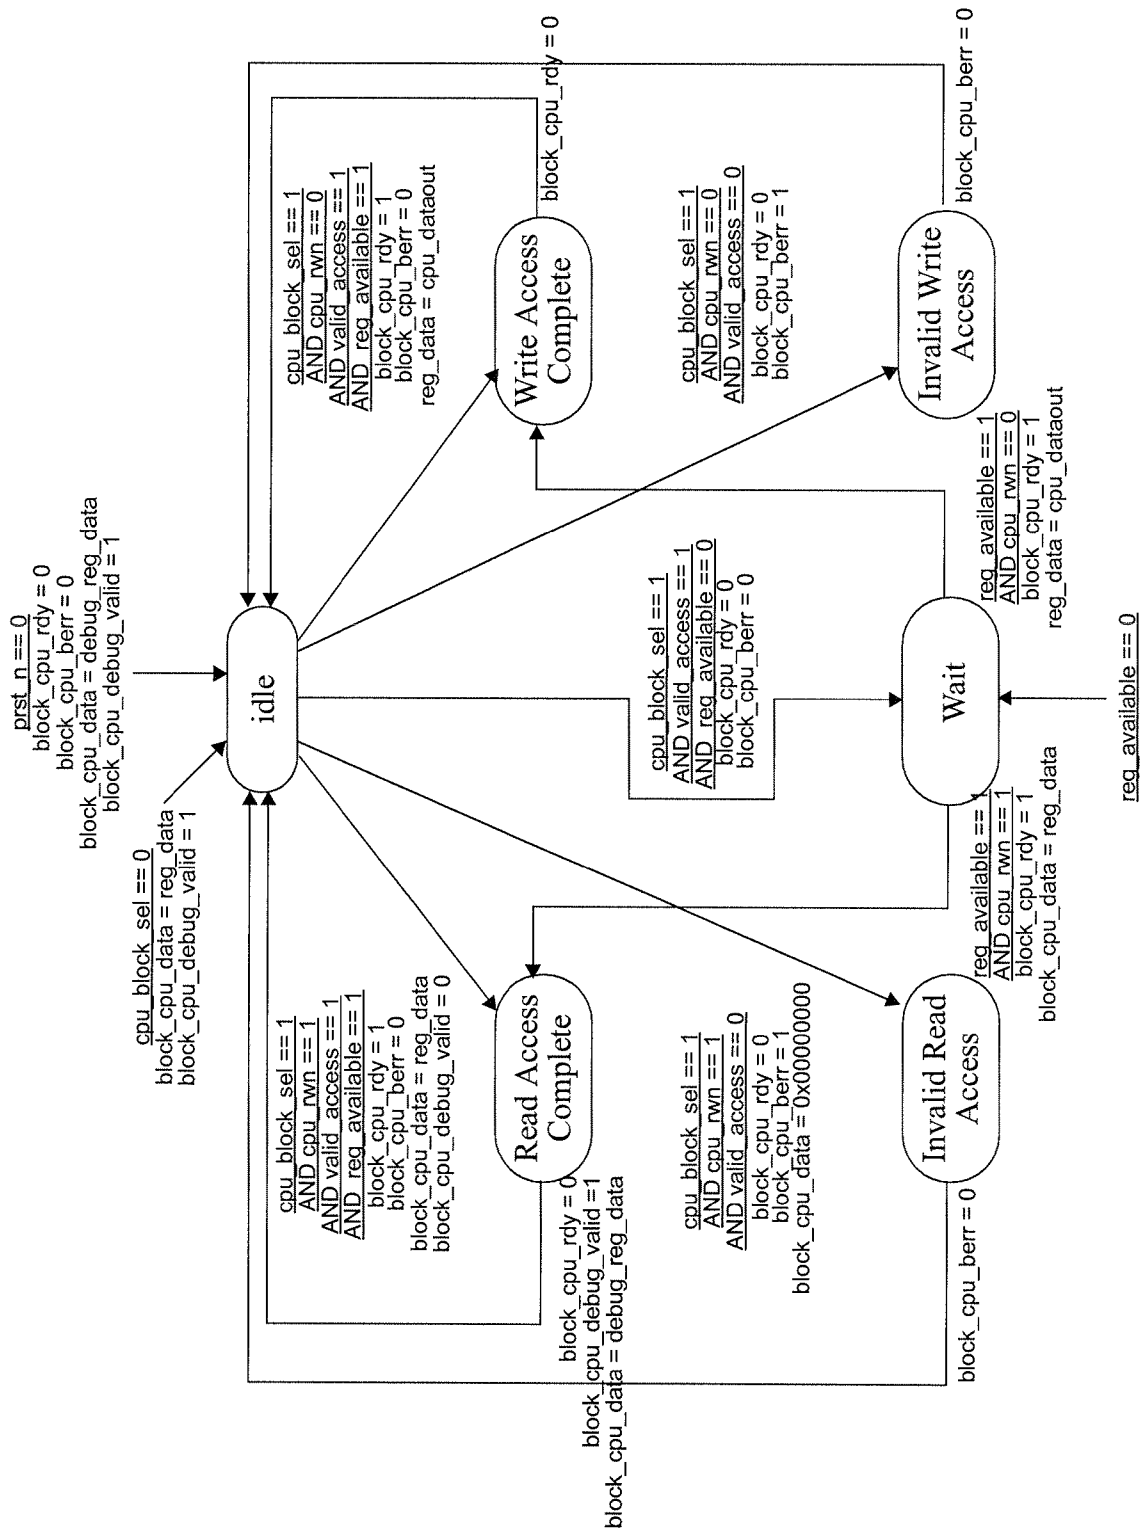 prst_n == 0
block_cpu_rdy = 0
block_cpu_berr = 0
block_cpu_data = debug_reg_data
block_cpu_debug_valid = 1
cpu_block_sel == 0
block_cpu_data = reg_data
block_cpu_debug_valid = 1
idle
cpu_block_sel == 1
AND cpu_rwn == 1
AND valid_access == 1
AND reg_available == 1
block_cpu_rdy = 1
block_cpu_berr = 0
block_cpu_data = reg_data
block_cpu_debug_valid = 0
cpu_block_sel == 1
AND cpu_rwn == 0
AND valid_access == 1
AND reg_available == 1
block_cpu_rdy = 1
block_cpu_berr = 0
reg_data = cpu_dataout
Read Access
Complete
Write Access
Complete
block_cpu_rdy = 0
block_cpu_debug_valid =1
block_cpu_data = debug_reg_data
block_cpu_rdy = 0
cpu_block_sel == 1
AND cpu_rwn == 1
AND valid_access == 0
block_cpu_rdy = 0
block_cpu_berr = 1
block_cpu_data = 0x00000000
cpu_block_sel == 1
AND valid_access == 1
AND reg_available == 0
block_cpu_rdy = 0
block_cpu_berr = 0
cpu_block_sel == 1
AND cpu_rwn == 0
AND valid_access == 0
block_cpu_rdy = 0
block_cpu_berr = 1
Invalid Read
Access
Wait
Invalid Write
Access
block_cpu_berr = 0
reg_available == 1
AND cpu_rwn == 1
block_cpu_rdy = 1
block_cpu_data = reg_data
reg_available == 1
AND cpu_rwn == 0
block_cpu_rdy = 1
reg_data = cpu_dataout
block_cpu_berr = 0
reg_available == 0